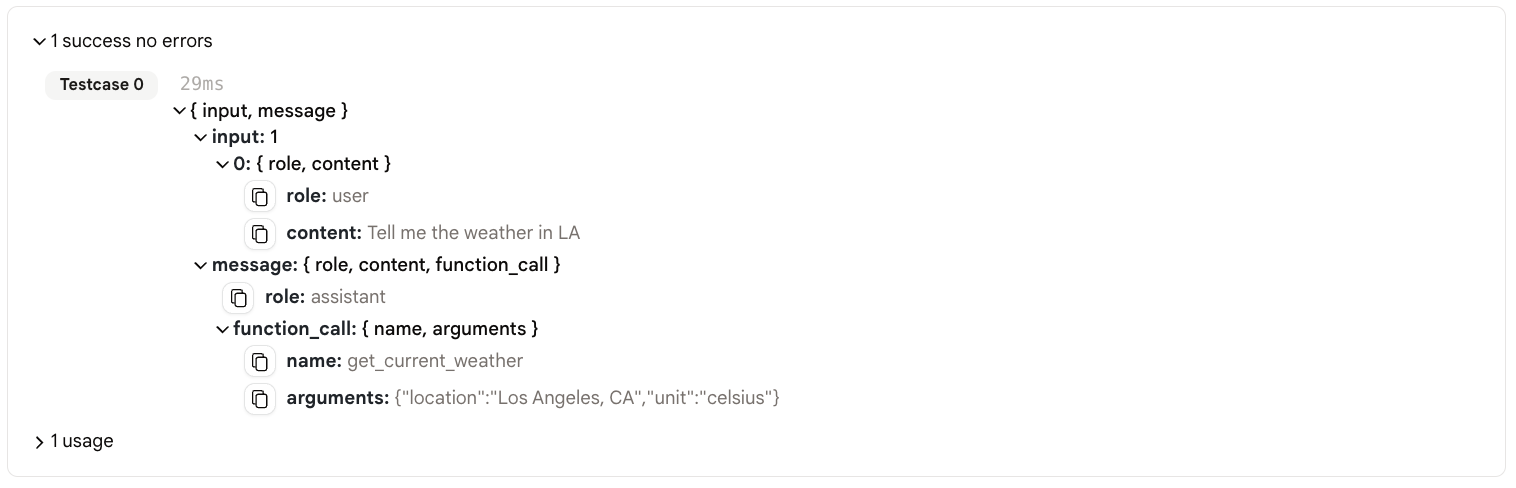 1 success no errors
Testcase 0 29ms
{ input, message }
input: 1
0: { role, content }
role: user
content: Tell me the weather in LA
message: { role, content, function_call }
role: assistant
function_call: { name, arguments }
name: get_current_weather
arguments: {"location":"Los Angeles, CA","unit":"celsius"}
1 usage